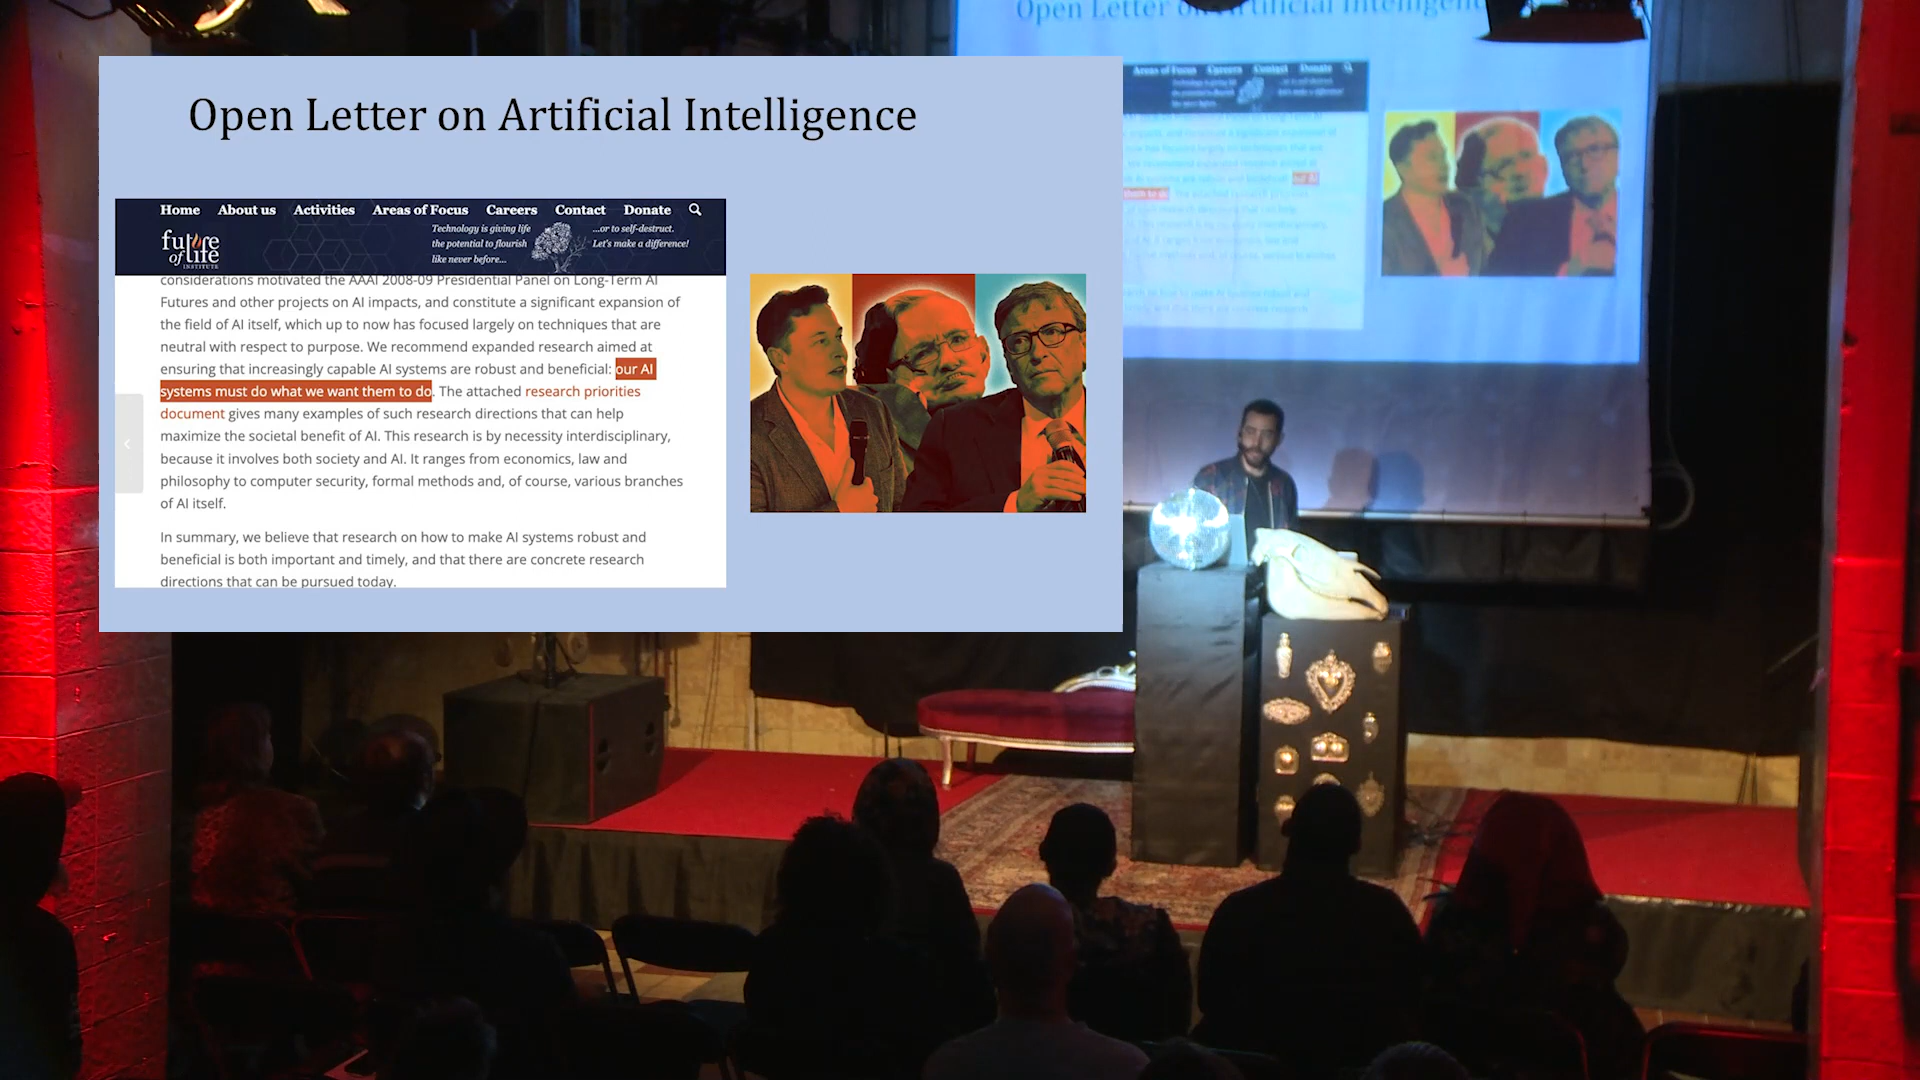 Open Letter on Artificial Intelligence
Home About us Activities Areas of Focus Careers Contact Donate
future of life INSTITUTE
Technology is giving life
the potential to flourish
like never before...
...or to self-destruct.
Let's make a difference!
considerations motivated the AAAI 2008-09 Presidential Panel on Long-Term AI
Futures and other projects on AI impacts, and constitute a significant expansion of
the field of AI itself, which up to now has focused largely on techniques that are
neutral with respect to purpose. We recommend expanded research aimed at
ensuring that increasingly capable AI systems are robust and beneficial: our AI
systems must do what we want them to do. The attached research priorities
document gives many examples of such research directions that can help
maximize the societal benefit of AI. This research is by necessity interdisciplinary,
because it involves both society and AI. It ranges from economics, law and
philosophy to computer security, formal methods and, of course, various branches
of AI itself.
In summary, we believe that research on how to make AI systems robust and
beneficial is both important and timely, and that there are concrete research
directions that can be pursued today.
Open Letter on Artificial Intelligence
Areas of Focus Careers Contact Donate